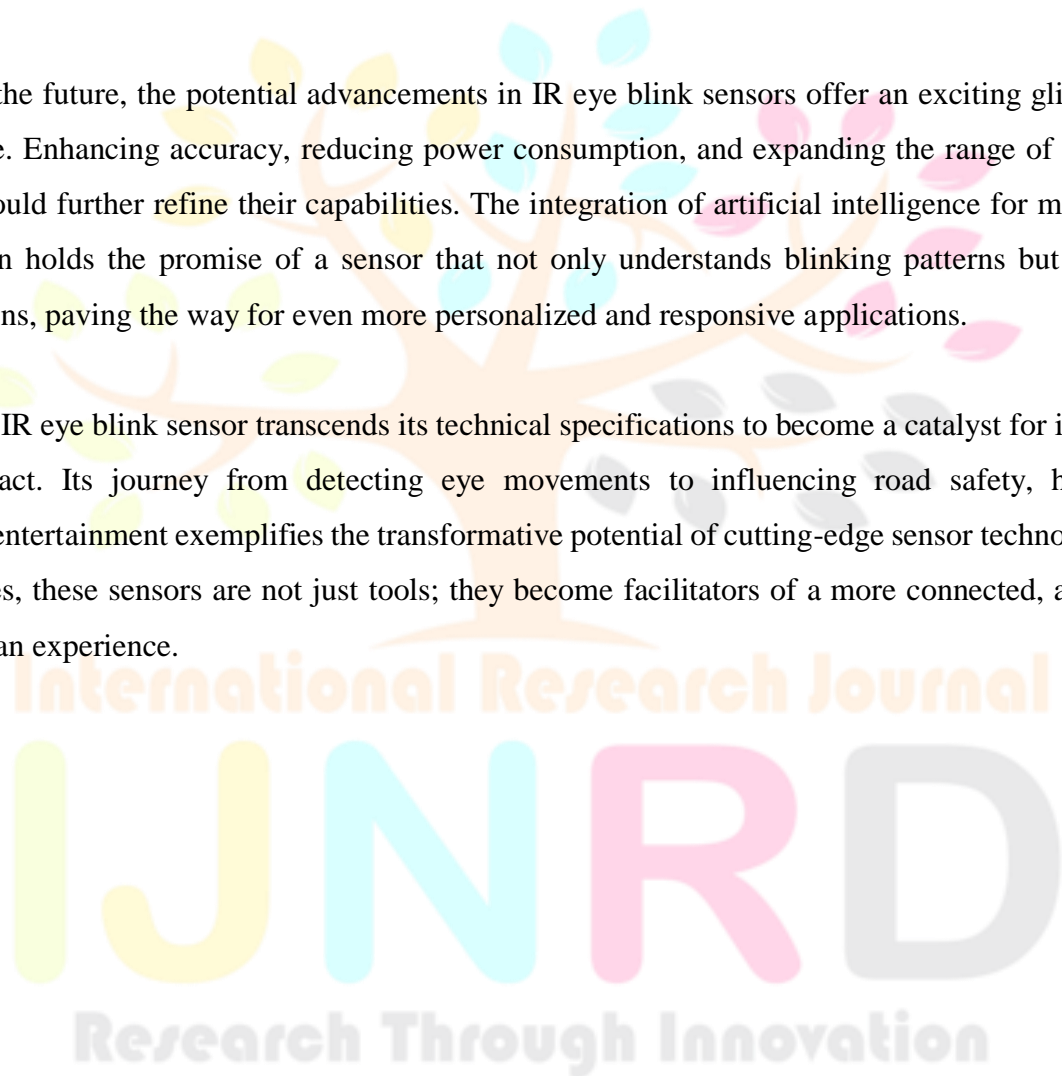 the future, the potential advancements in IR eye blink sensors offer an exciting gli
e. Enhancing accuracy, reducing power consumption, and expanding the range of
ould further refine their capabilities. The integration of artificial intelligence for m
n holds the promise of a sensor that not only understands blinking patterns but
ns, paving the way for even more personalized and responsive applications.
IR eye blink sensor transcends its technical specifications to become a catalyst for i
act. Its journey from detecting eye movements to influencing road safety, h
entertainment exemplifies the transformative potential of cutting-edge sensor techno
es, these sensors are not just tools; they become facilitators of a more connected, a
an experience.
International Research Journal
IJNRD
Research Through Innovation